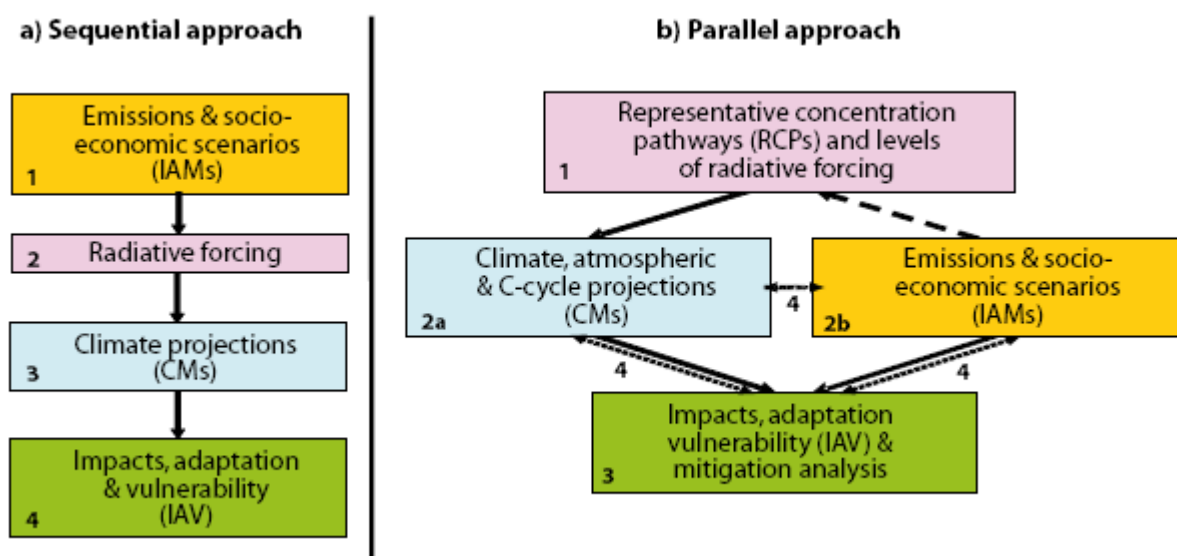 a) Sequential approach
Emissions & socio-
economic scenarios
(IAMs)
1
2
Radiative forcing
Climate projections
(CMs)
3
Impacts, adaptation
& vulnerability
(IAV)
4
b) Parallel approach
Representative concentration
pathways (RCPs) and levels
of radiative forcing
1
Climate, atmospheric
& C-cycle projections
(CMs)
2a
4
Emissions & socio-
economic scenarios
(IAMs)
2b
4
4
Impacts, adaptation
vulnerability (IAV) &
mitigation analysis
3